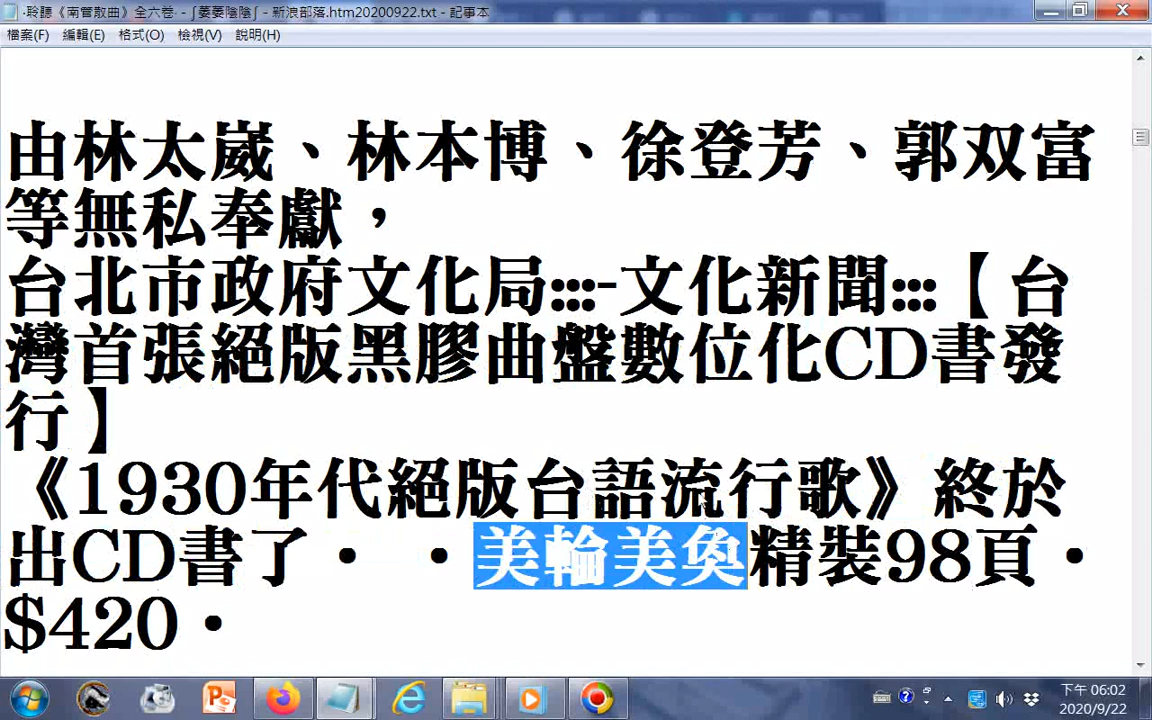 ·聆聽《南管散曲》全六卷· - ∫萎萎陰陰∫ - 新浪部落.htm20200922.txt - 記事本
檔案(F) 編輯(E) 格式(O) 檢視(V) 說明(H)
由林太崴、林本博、徐登芳、郭双富
等無私奉獻，
台北市政府文化局:::-文化新聞:::【台
灣首張絕版黑膠曲盤數位化CD書發
行】
《1930年代絕版台語流行歌》終於
出CD書了‧ ‧美輪美奐精裝98頁‧
$420‧
下午 06:02
2020/9/22